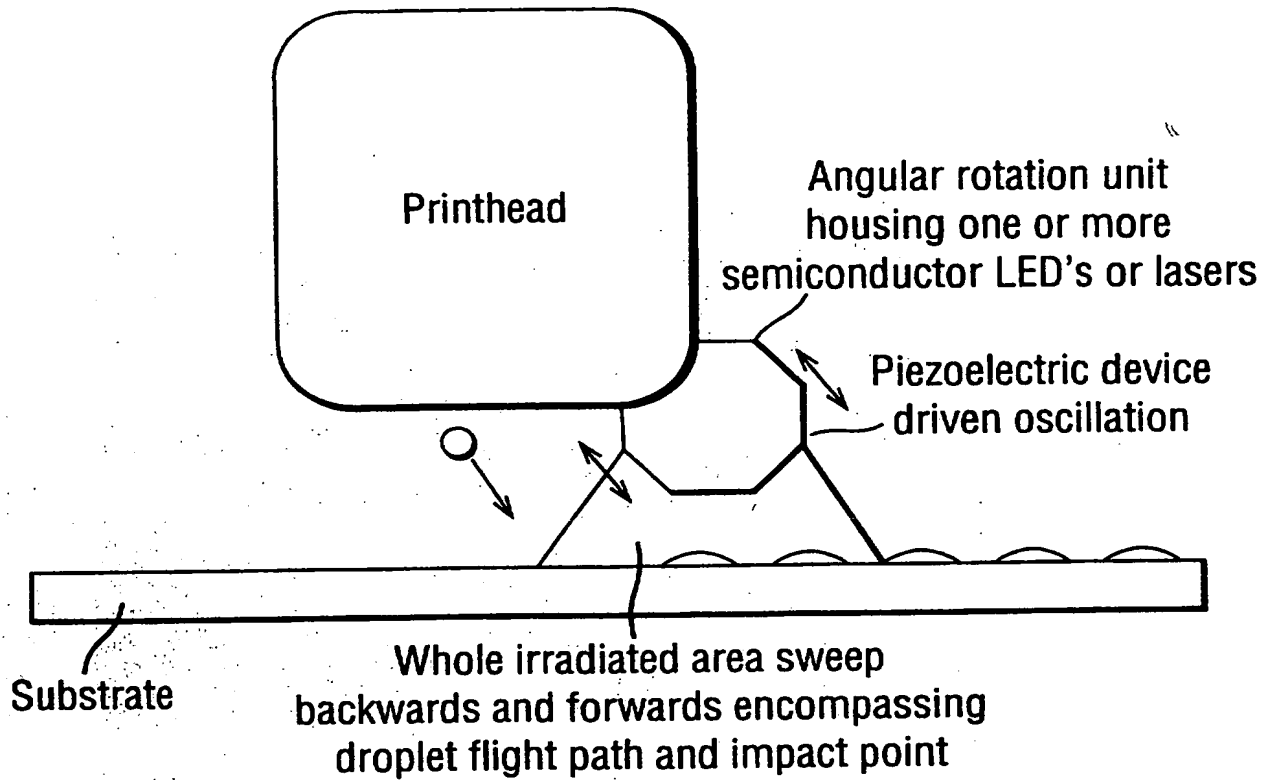 Printhead
Angular rotation unit
housing one or more
semiconductor LED's or lasers
Piezoelectric device
driven oscillation
Substrate
Whole irradiated area sweep
backwards and forwards encompassing
droplet flight path and impact point